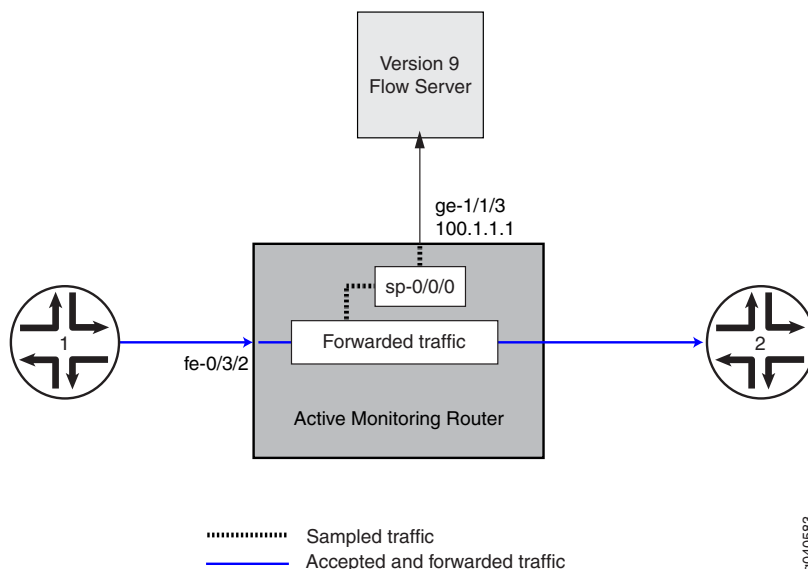 Version 9
Flow Server
ge-1/1/3
100.1.1.1
sp-0/0/0
1
Forwarded traffic
2
fe-0/3/2
Active Monitoring Router
Sampled traffic
Accepted and forwarded traffic
g040583